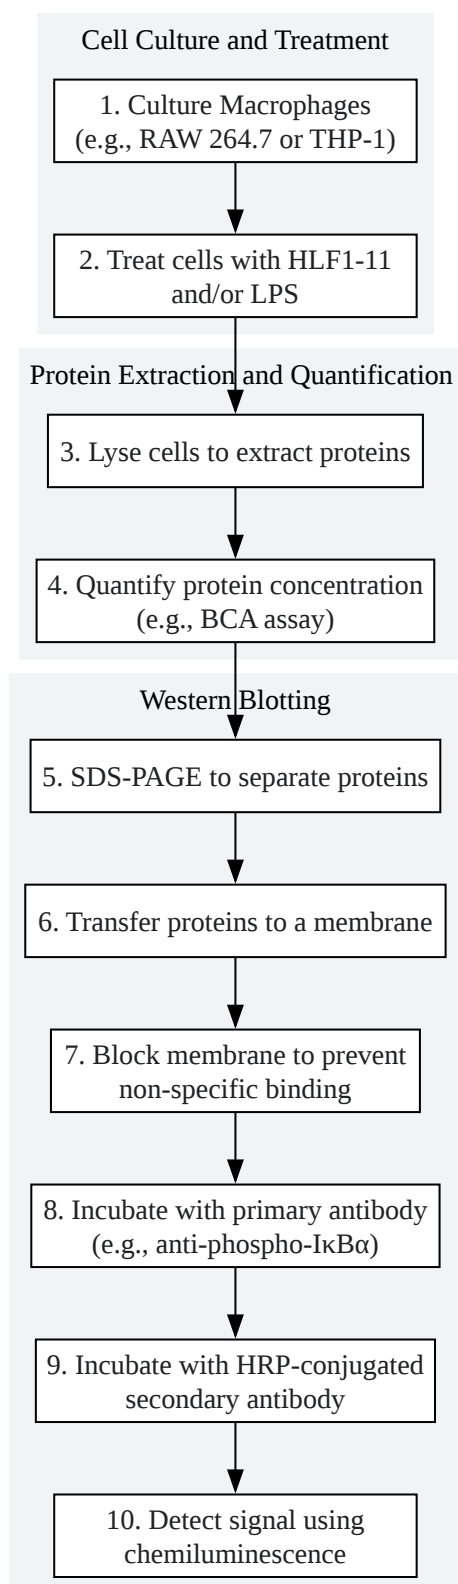 Cell Culture and Treatment
1. Culture Macrophages
(e.g., RAW 264.7 or THP-1)
2. Treat cells with HLF1-11
and/or LPS
Protein Extraction and Quantification
3. Lyse cells to extract proteins
4. Quantify protein concentration
(e.g., BCA assay)
Western Blotting
5. SDS-PAGE to separate proteins
6. Transfer proteins to a membrane
7. Block membrane to prevent
non-specific binding
8. Incubate with primary antibody
(e.g., anti-phospho-IκBα)
9. Incubate with HRP-conjugated
secondary antibody
10. Detect signal using
chemiluminescence